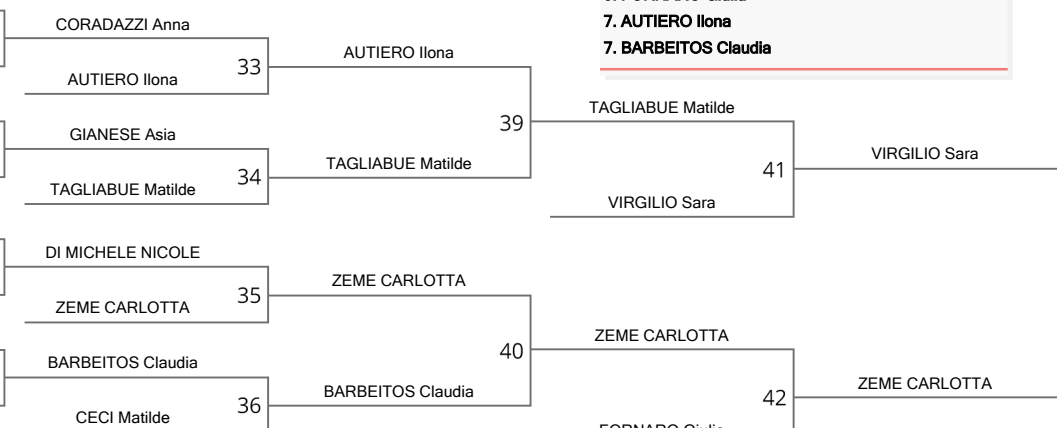 7. AUTIERO Ilona
7. BARBEITOS Claudia
CORADAZZI Anna
33
AUTIERO Ilona
AUTIERO Ilona
39
TAGLIABUE Matilde
GIANESE Asia
34
TAGLIABUE Matilde
TAGLIABUE Matilde
41
VIRGILIO Sara
VIRGILIO Sara
DI MICHELE NICOLE
35
ZEME CARLOTTA
ZEME CARLOTTA
40
ZEME CARLOTTA
BARBEITOS Claudia
36
CECI Matilde
BARBEITOS Claudia
42
ZEME CARLOTTA